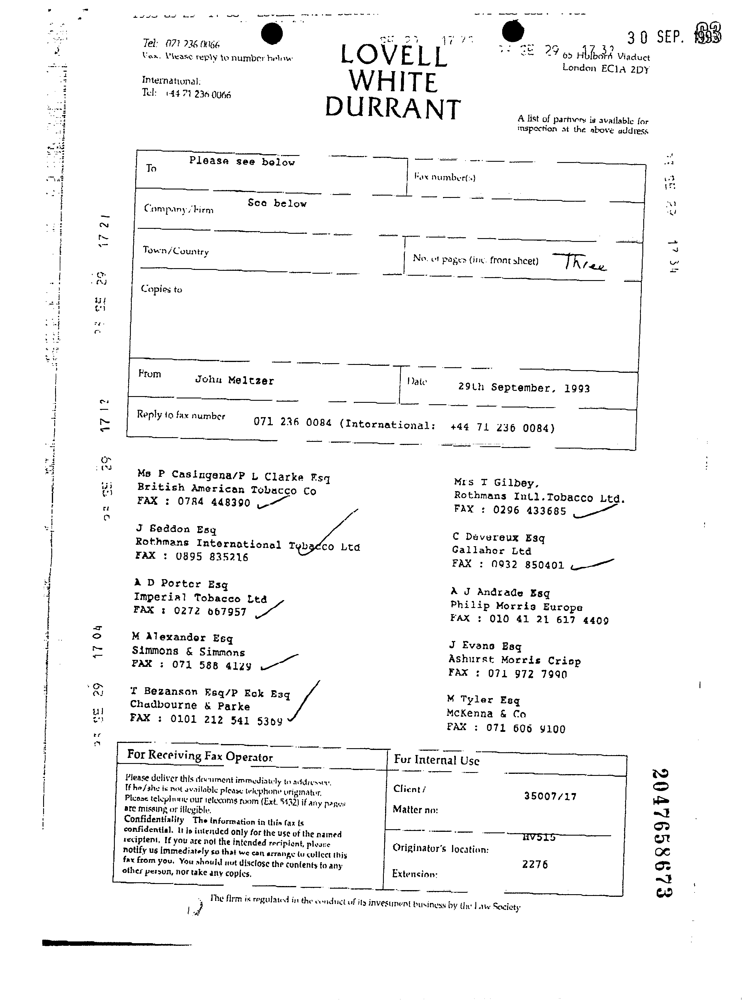 30 SEP. 1993
Tel: 071 236 0066
Fax: Please reply to number below
International:
Tel: +44 71 236 0066
LOVELL
WHITE
DURRANT
65 Holborn Viaduct
London EC1A 2DY
A list of partners is available for
inspection at the above address
To Please see below
Fax number(s)
Company/Firm See below
Town/Country
No. of pages (inc. front sheet) Three
Copies to
From John Meltzer
Date 29th September, 1993
Reply to fax number 071 236 0084 (International: +44 71 236 0084)
Ms P Casingena/P L Clarke Esq
British American Tobacco Co
FAX : 0784 448390
J Seddon Esq
Rothmans International Tobacco Ltd
FAX : 0895 835216
A D Porter Esq
Imperial Tobacco Ltd
FAX : 0272 667957
M Alexander Esq
Simmons & Simmons
FAX : 071 588 4129
T Bezanson Esq/P Eck Esq
Chadbourne & Parke
FAX : 0101 212 541 5369
Mrs T Gilbey,
Rothmans Intl.Tobacco Ltd.
FAX : 0296 433685
C Devereux Esq
Gallaher Ltd
FAX : 0932 850401
A J Andrade Esq
Philip Morris Europe
FAX : 010 41 21 617 4409
J Evans Esq
Ashurst Morris Crisp
FAX : 071 972 7990
M Tyler Esq
McKenna & Co
FAX : 071 606 9100
For Receiving Fax Operator
Please deliver this document immediately to addressee.
If he/she is not available please telephone originator.
Please telephone our telecoms room (Ext. 5432) if any pages
are missing or illegible.
Confidentiality The information in this fax is
confidential. It is intended only for the use of the named
recipient. If you are not the intended recipient, please
notify us immediately so that we can arrange to collect this
fax from you. You should not disclose the contents to any
other person, nor take any copies.
For Internal Use
Client/
Matter no: 35007/17
Originator's location: HV515
Extension: 2276
The firm is regulated in the conduct of its investment business by the Law Society
2047658673